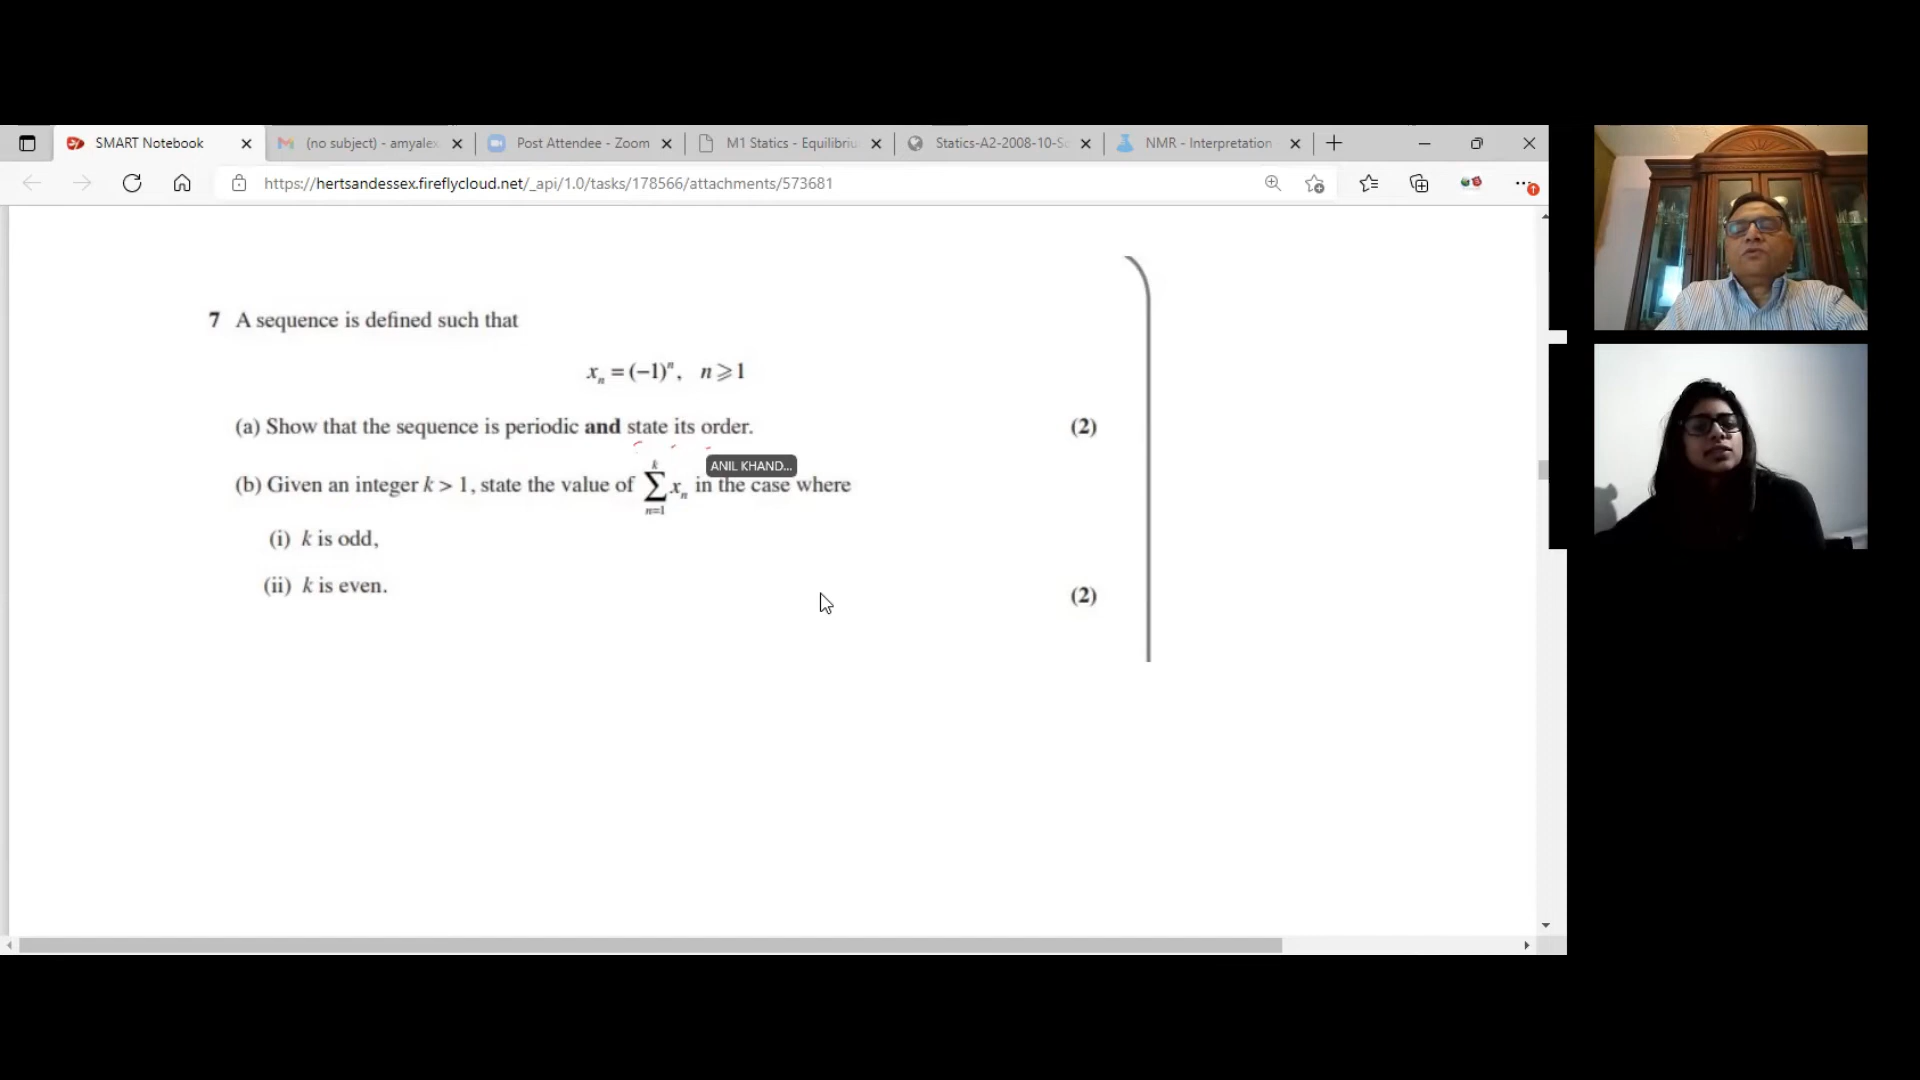 SMART Notebook
(no subject) - amyalex
Post Attendee - Zoom
M1 Statics - Equilibriu
Statics-A2-2008-10-So
NMR - Interpretation
https://hertsandessex.fireflycloud.net/_api/1.0/tasks/178566/attachments/573681
7 A sequence is defined such that
xₙ = (−1)ⁿ, n ⩾ 1
(a) Show that the sequence is periodic and state its order. (2)
ANIL KHAND...
(b) Given an integer k > 1, state the value of ∑ₙ₌₁ᵏ xₙ in the case where
(i) k is odd,
(ii) k is even.
(2)